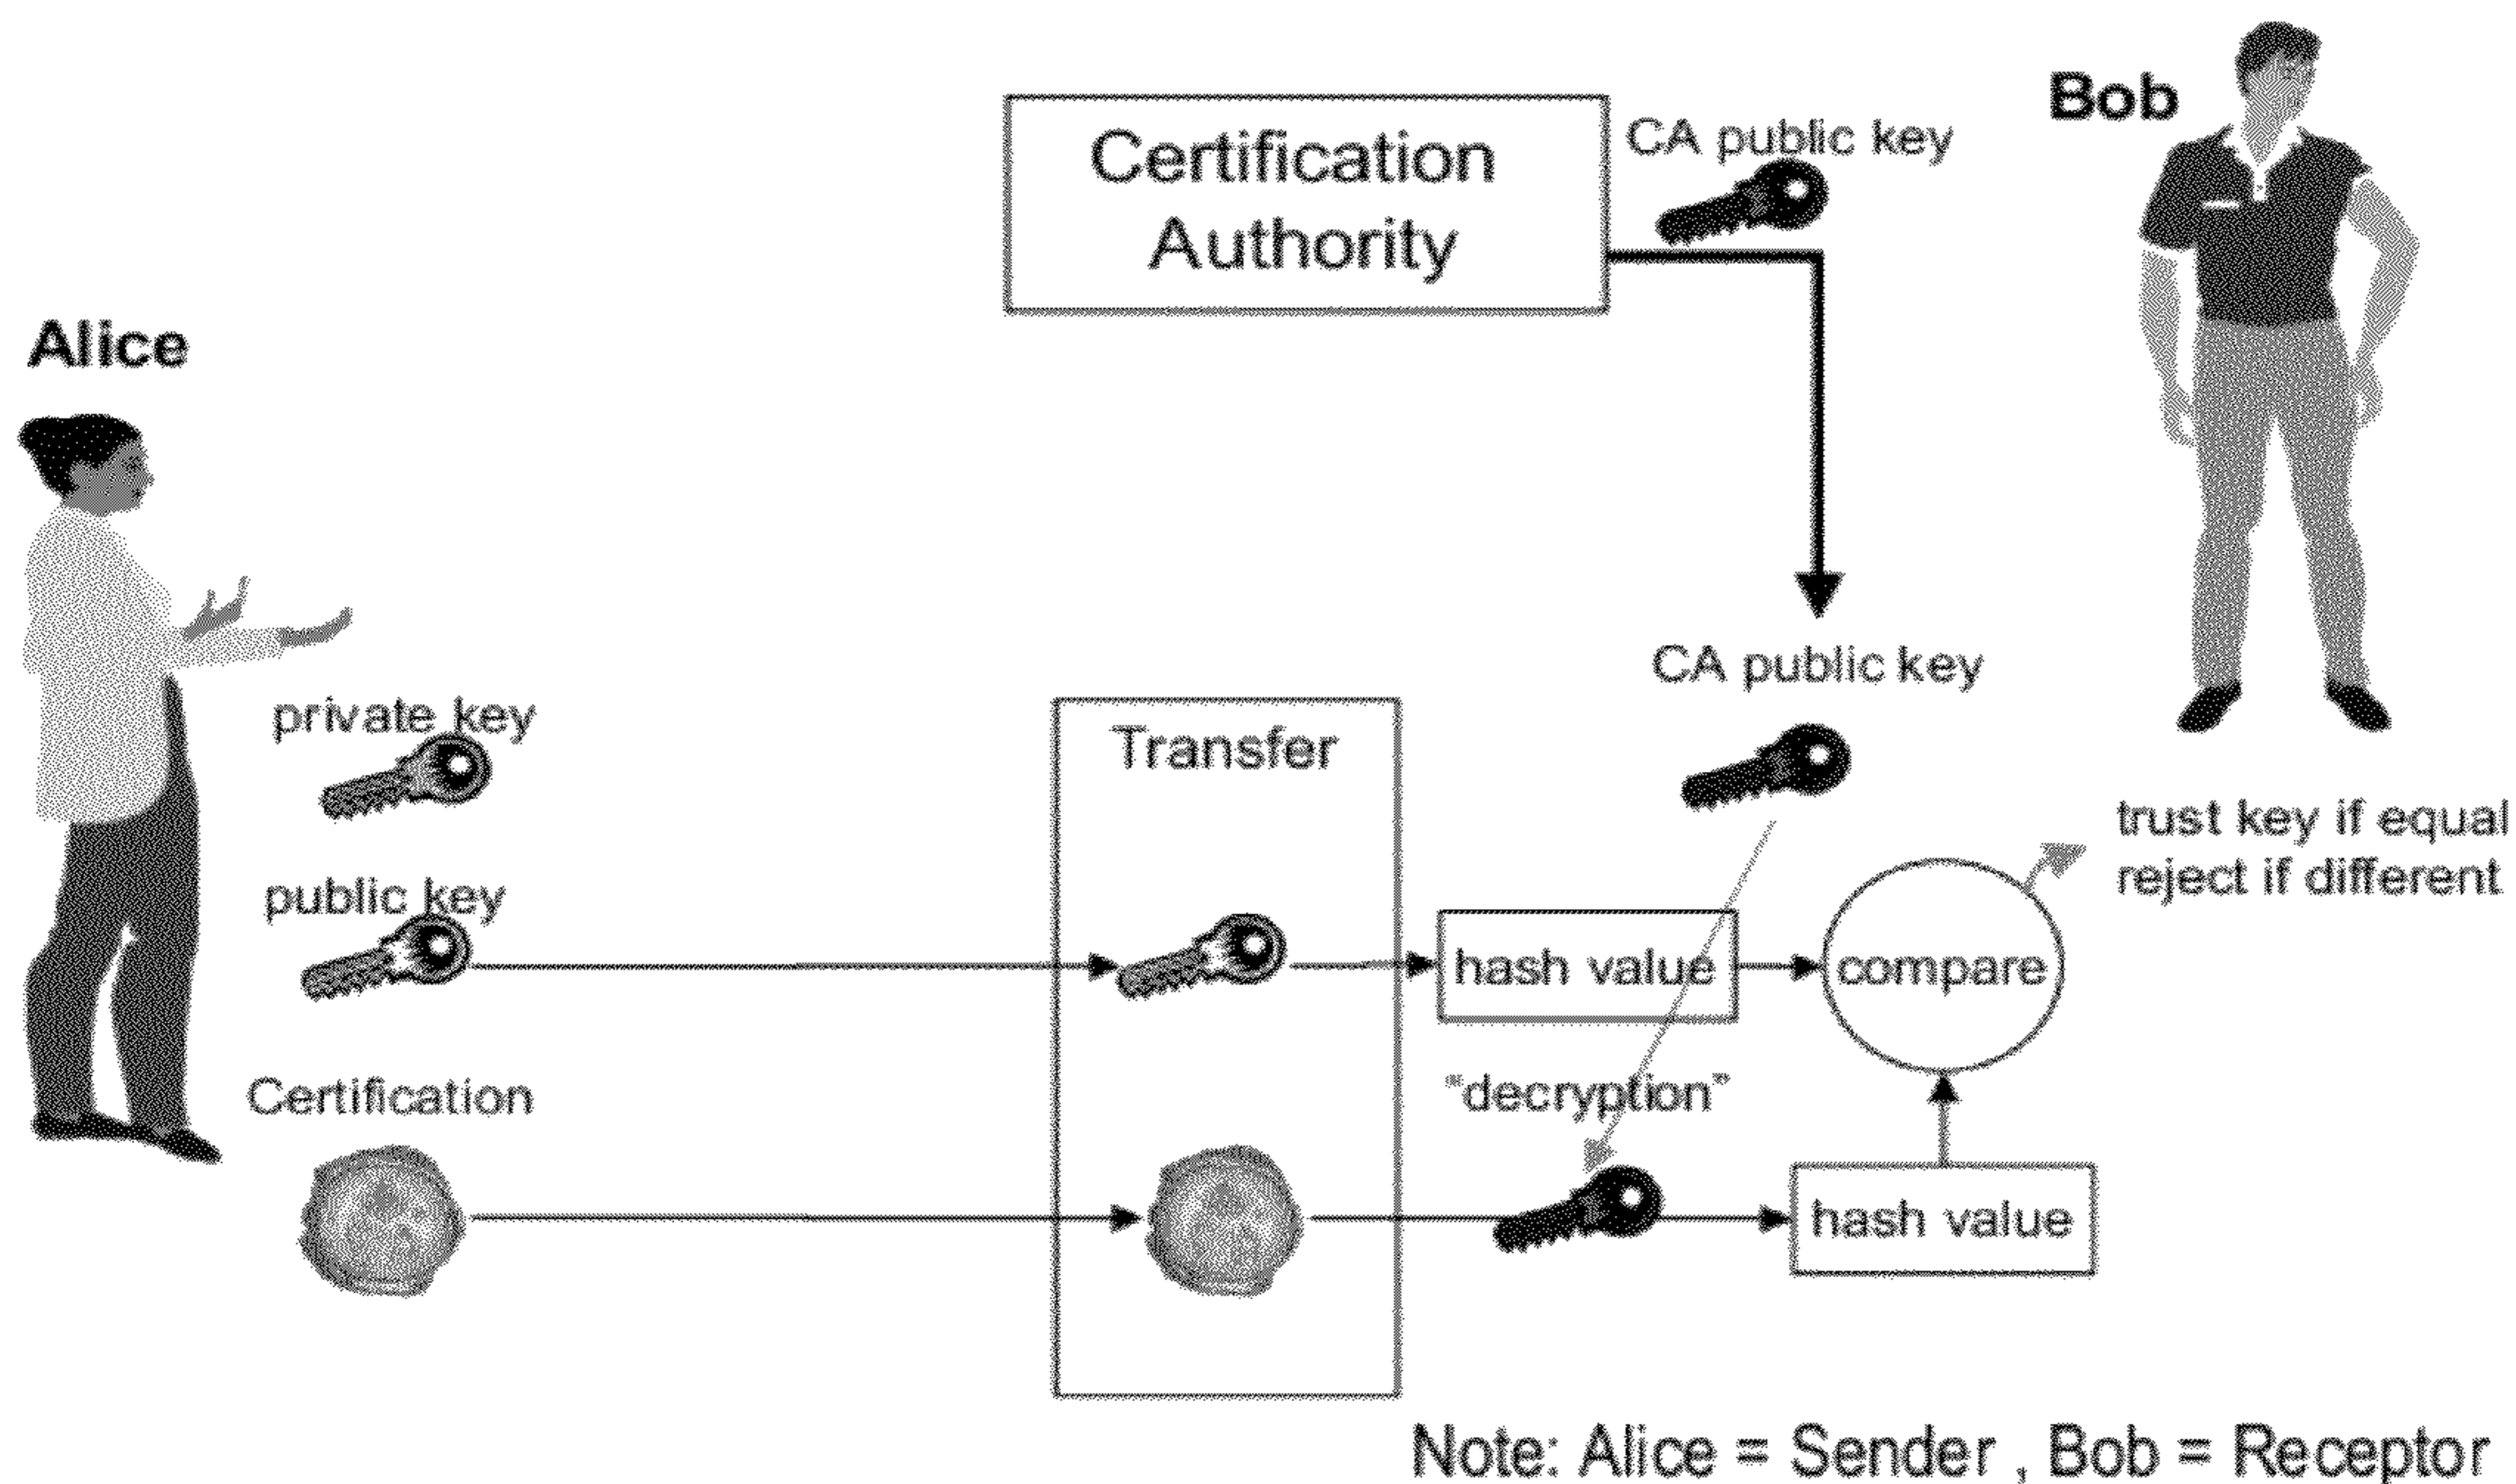 Bob
Certification
Authority
CA public key
Alice
CA public key
private key
Transfer
trust key if equal
reject if different
public key
hash value
compare
"decryption"
Certification
hash value
Note: Alice = Sender , Bob = Receptor